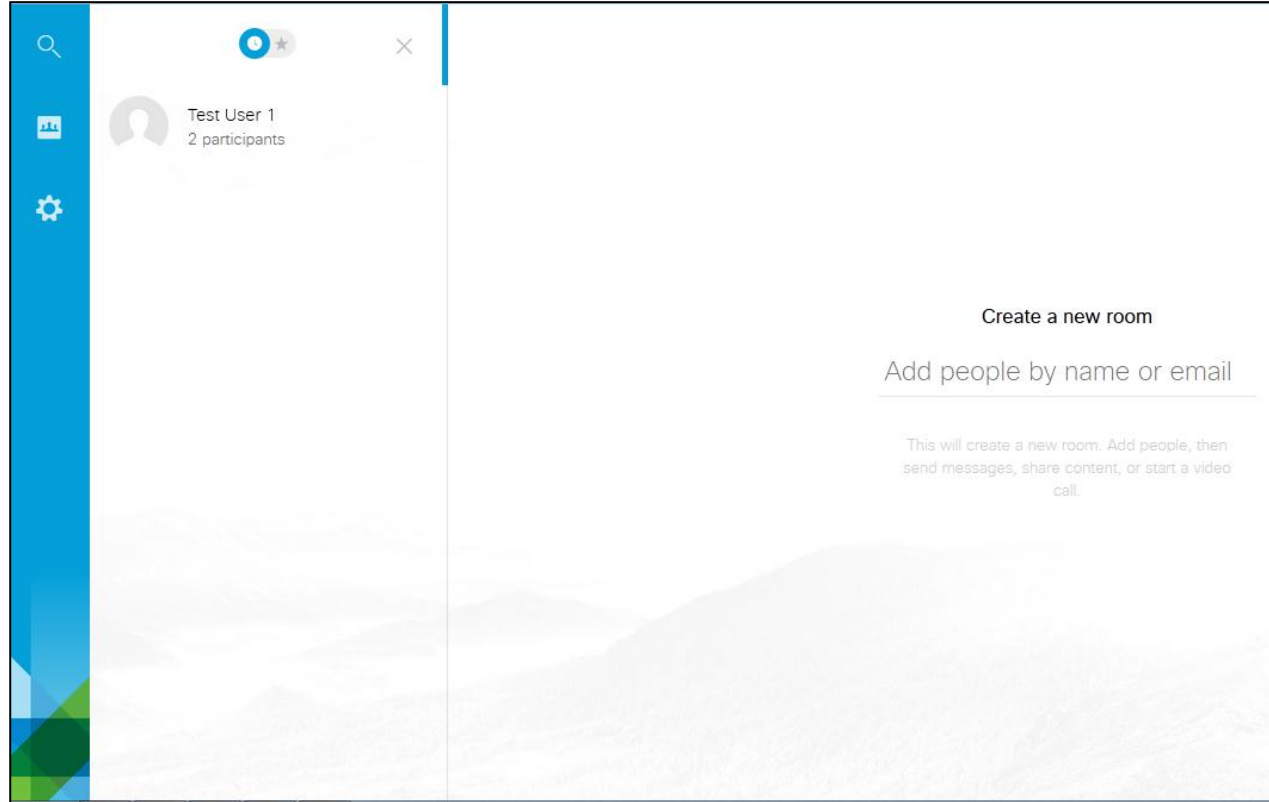 Test User 1
2 participants
Create a new room
Add people by name or email
This will create a new room. Add people, then
send messages, share content, or start a video
call.